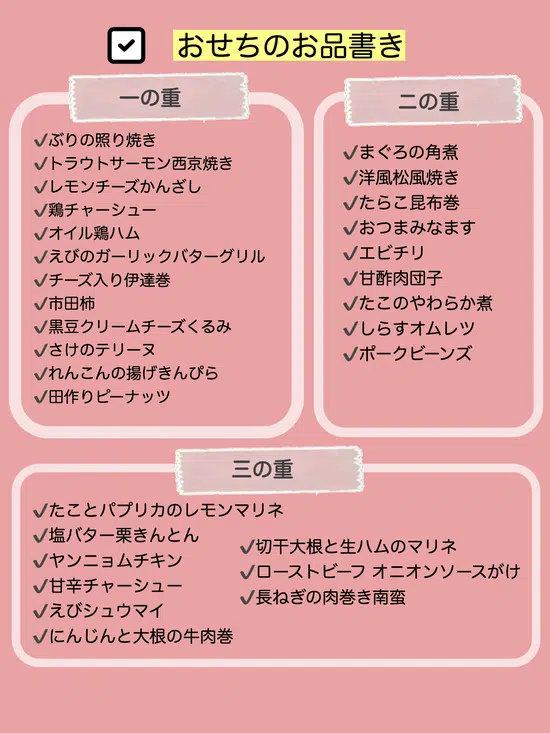 おせちのお品書き
一の重
✓ぶりの照り焼き
✓トラウトサーモン西京焼き
✓レモンチーズかんざし
✓鶏チャーシュー
✓オイル鶏ハム
✓えびのガーリックバターグリル
✓チーズ入り伊達巻
✓市田柿
✓黒豆クリームチーズくるみ
✓さけのテリーヌ
✓れんこんの揚げきんぴら
✓田作りピーナッツ
二の重
✓まぐろの角煮
✓洋風松風焼き
✓たらこ昆布巻
✓おつまみなます
✓エビチリ
✓甘酢肉団子
✓たこのやわらか煮
✓しらすオムレツ
✓ポークビーンズ
三の重
✓たことパプリカのレモンマリネ
✓塩バター栗きんとん
✓ヤンニョムチキン
✓甘辛チャーシュー
✓えびシュウマイ
✓にんじんと大根の牛肉巻
✓切干大根と生ハムのマリネ
✓ローストビーフ オニオンソースがけ
✓長ねぎの肉巻き南蛮